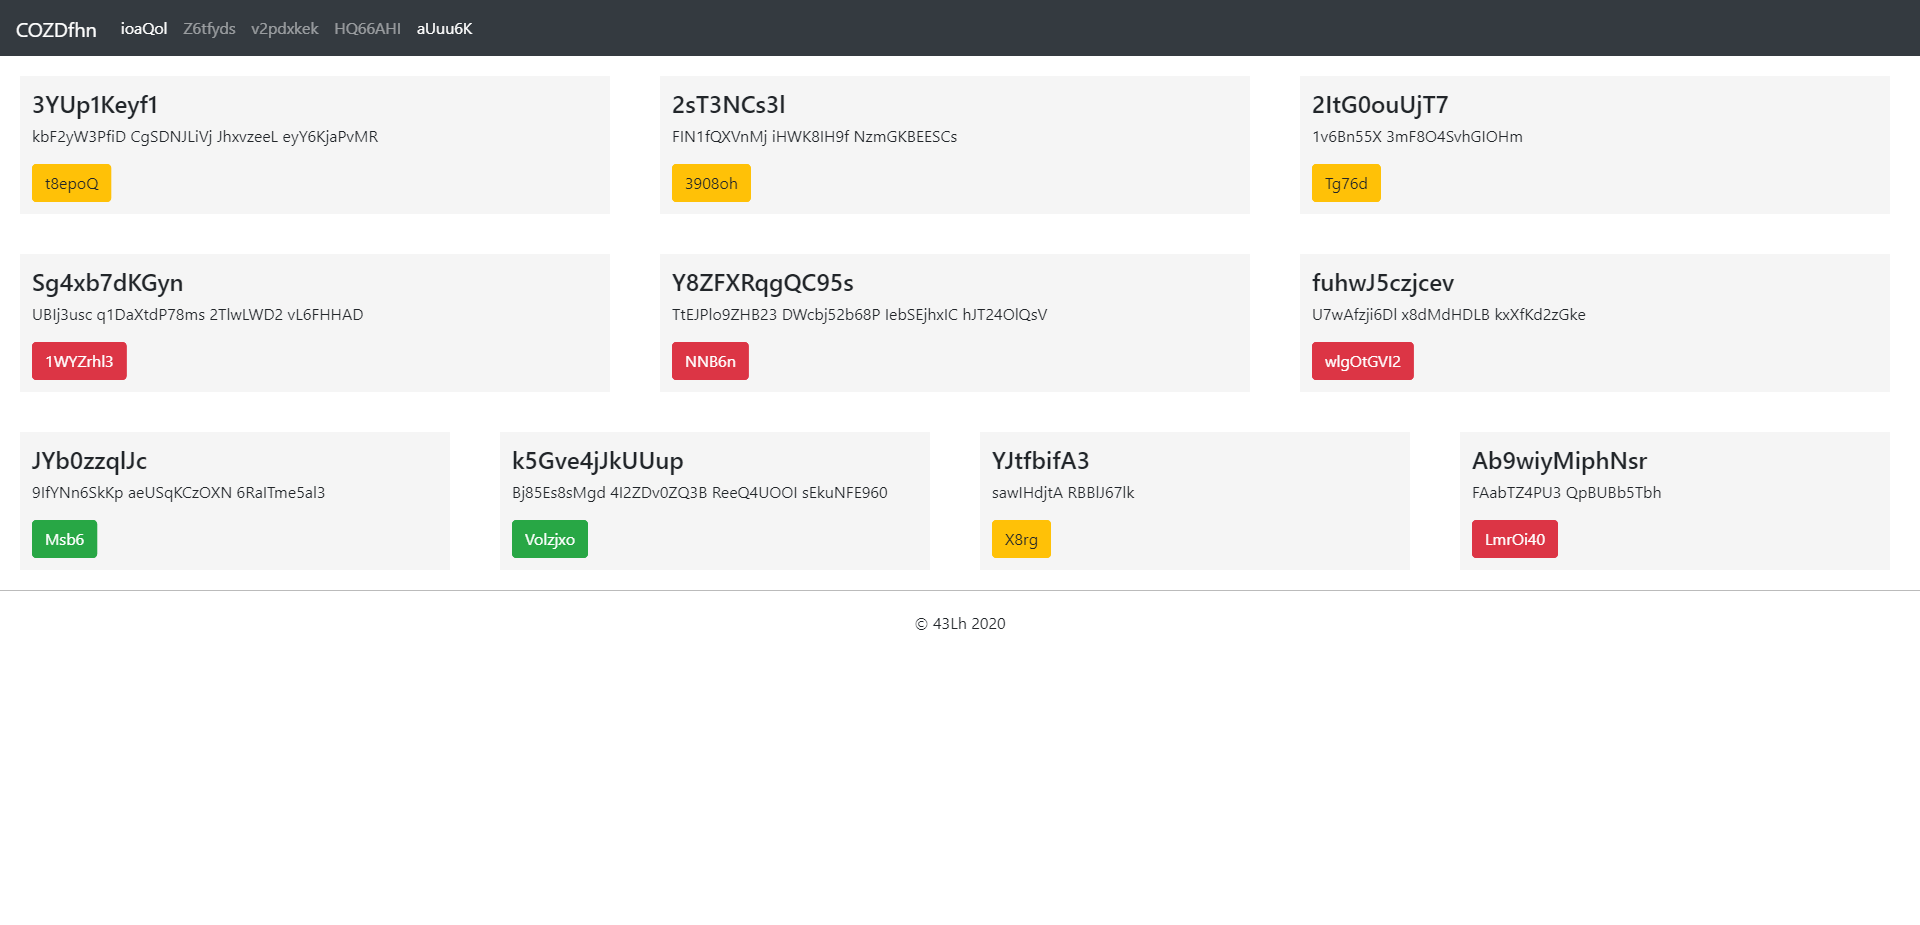 COZDfhn ioaQol Z6tfyds v2pdxkek HQ66AHI aUuu6K
3YUp1Keyf1
kbF2yW3PfiD CgSDNJLiVj JhxvzeeL eyY6KjaPvMR
t8epoQ
2sT3NCs3l
FIN1fQXVnMj iHWK8IH9f NzmGKBEESCs
3908oh
2ItG0ouUjT7
1v6Bn55X 3mF8O4SvhGIOHm
Tg76d
Sg4xb7dKGyn
UBIj3usc q1DaXtdP78ms 2TlwLWD2 vL6FHHAD
1WYZrhl3
Y8ZFXRqgQC95s
TtEJPlo9ZHB23 DWcbj52b68P IebSEjhxIC hJT24OlQsV
NNB6n
fuhwJ5czjcev
U7wAfzji6Dl x8dMdHDLB kxXfKd2zGke
wlgOtGVI2
JYb0zzqlJc
9IfYNn6SkKp aeUSqKCzOXN 6RaITme5al3
Msb6
k5Gve4jJkUUup
Bj85Es8sMgd 4I2ZDv0ZQ3B ReeQ4UOOI sEkuNFE960
Volzjxo
YJtfbifA3
sawIHdjtA RBBlJ67lk
X8rg
Ab9wiyMiphNsr
FAabTZ4PU3 QpBUBb5Tbh
LmrOi40
© 43Lh 2020